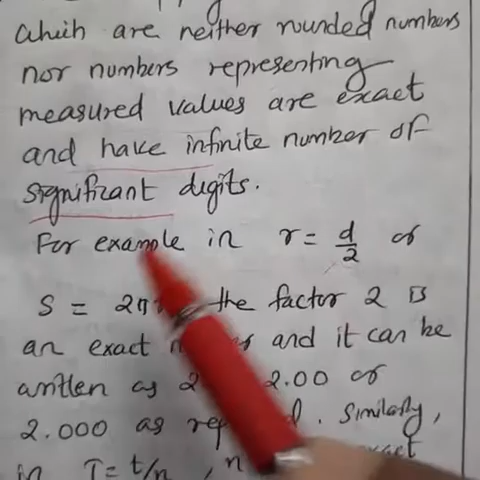 which are neither rounded numbers
nor numbers representing
measured values are exact
and have infinite number of
significant digits.
For example in r = d/2 or
S = 2π the factor 2 is
an exact and it can be
written as 2.00 or
2.000 as . Similarly,
in T = t/n , n exact